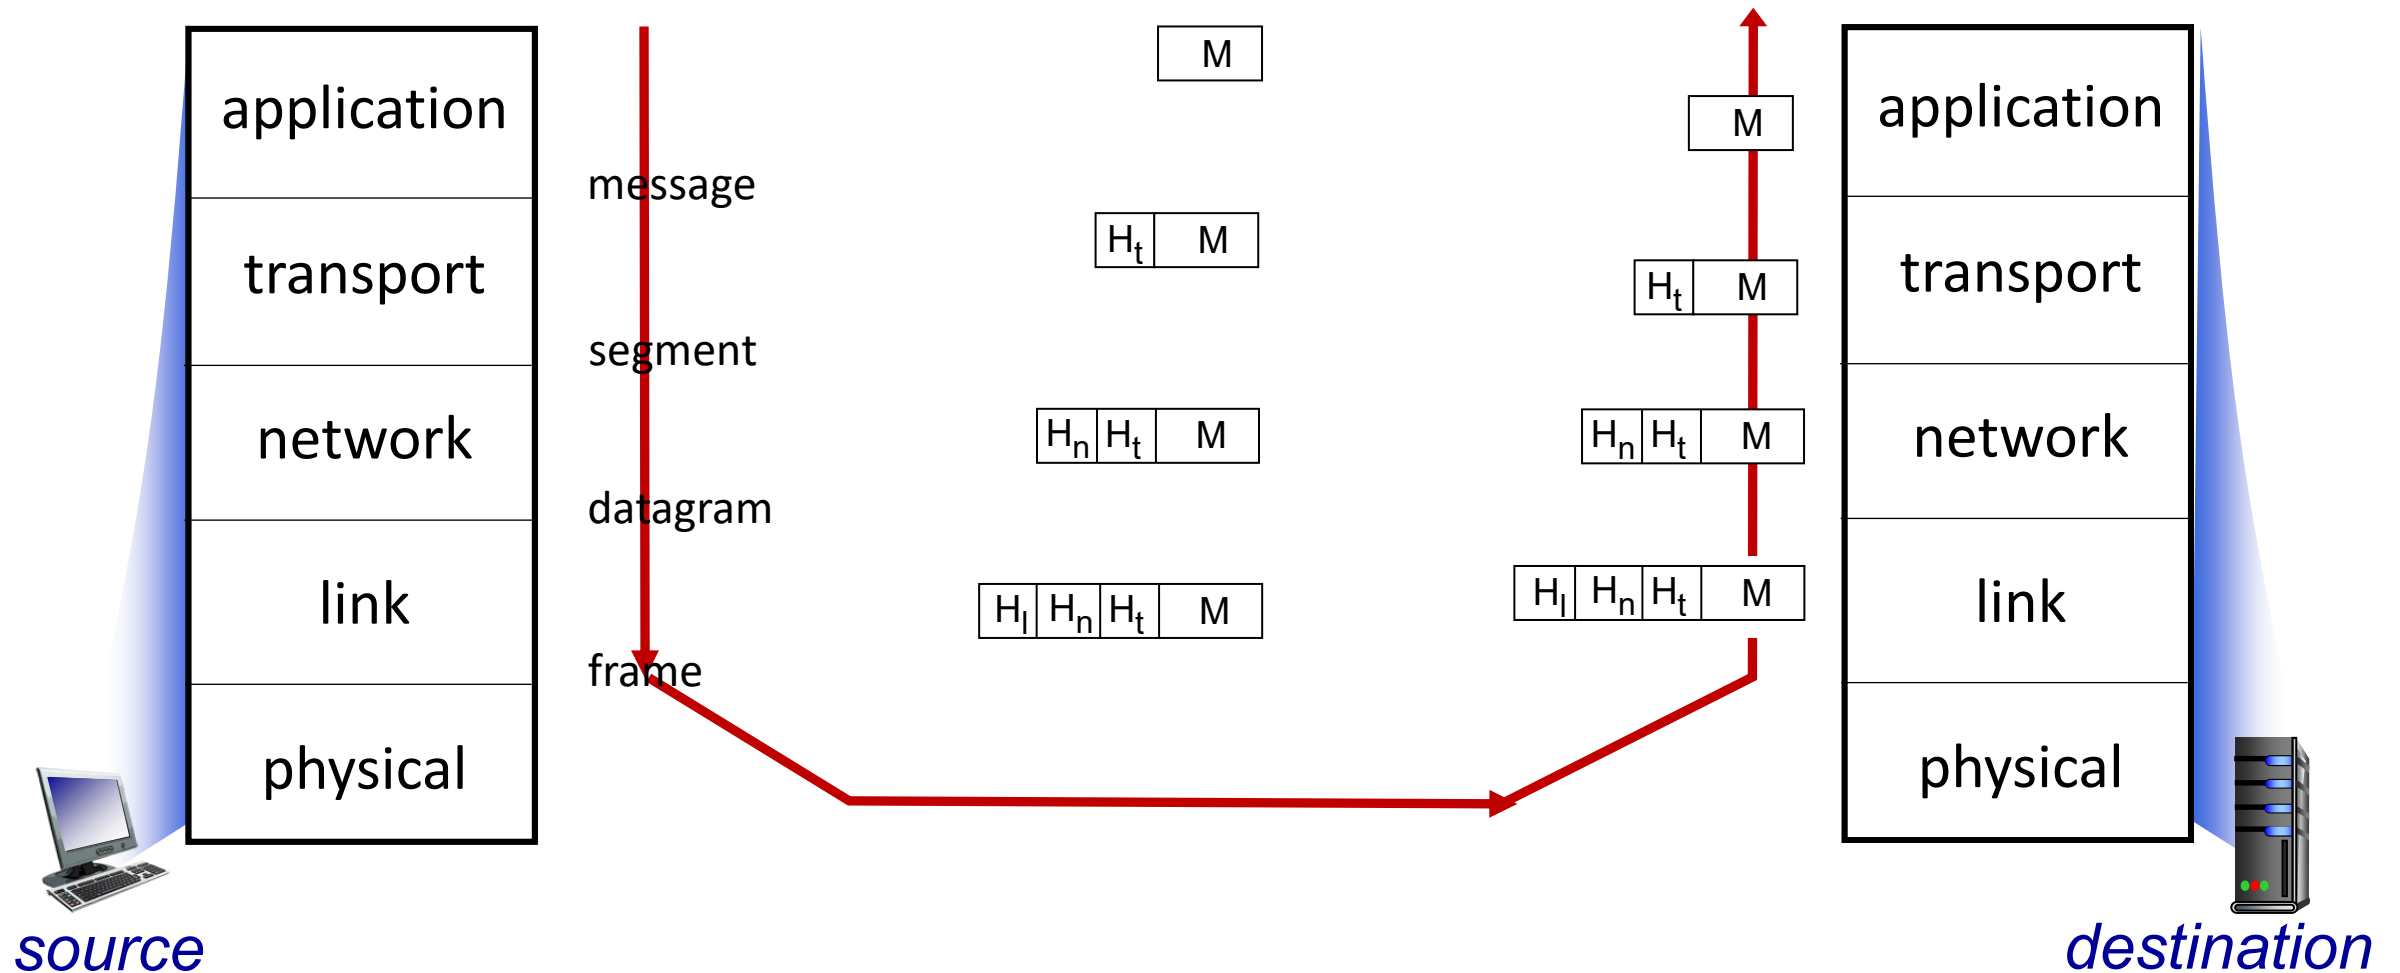 application
transport
network
link
physical
source
message
segment
datagram
frame
M
Ht M
Hn Ht M
Hl Hn Ht M
M
Ht M
Hn Ht M
Hl Hn Ht M
application
transport
network
link
physical
destination